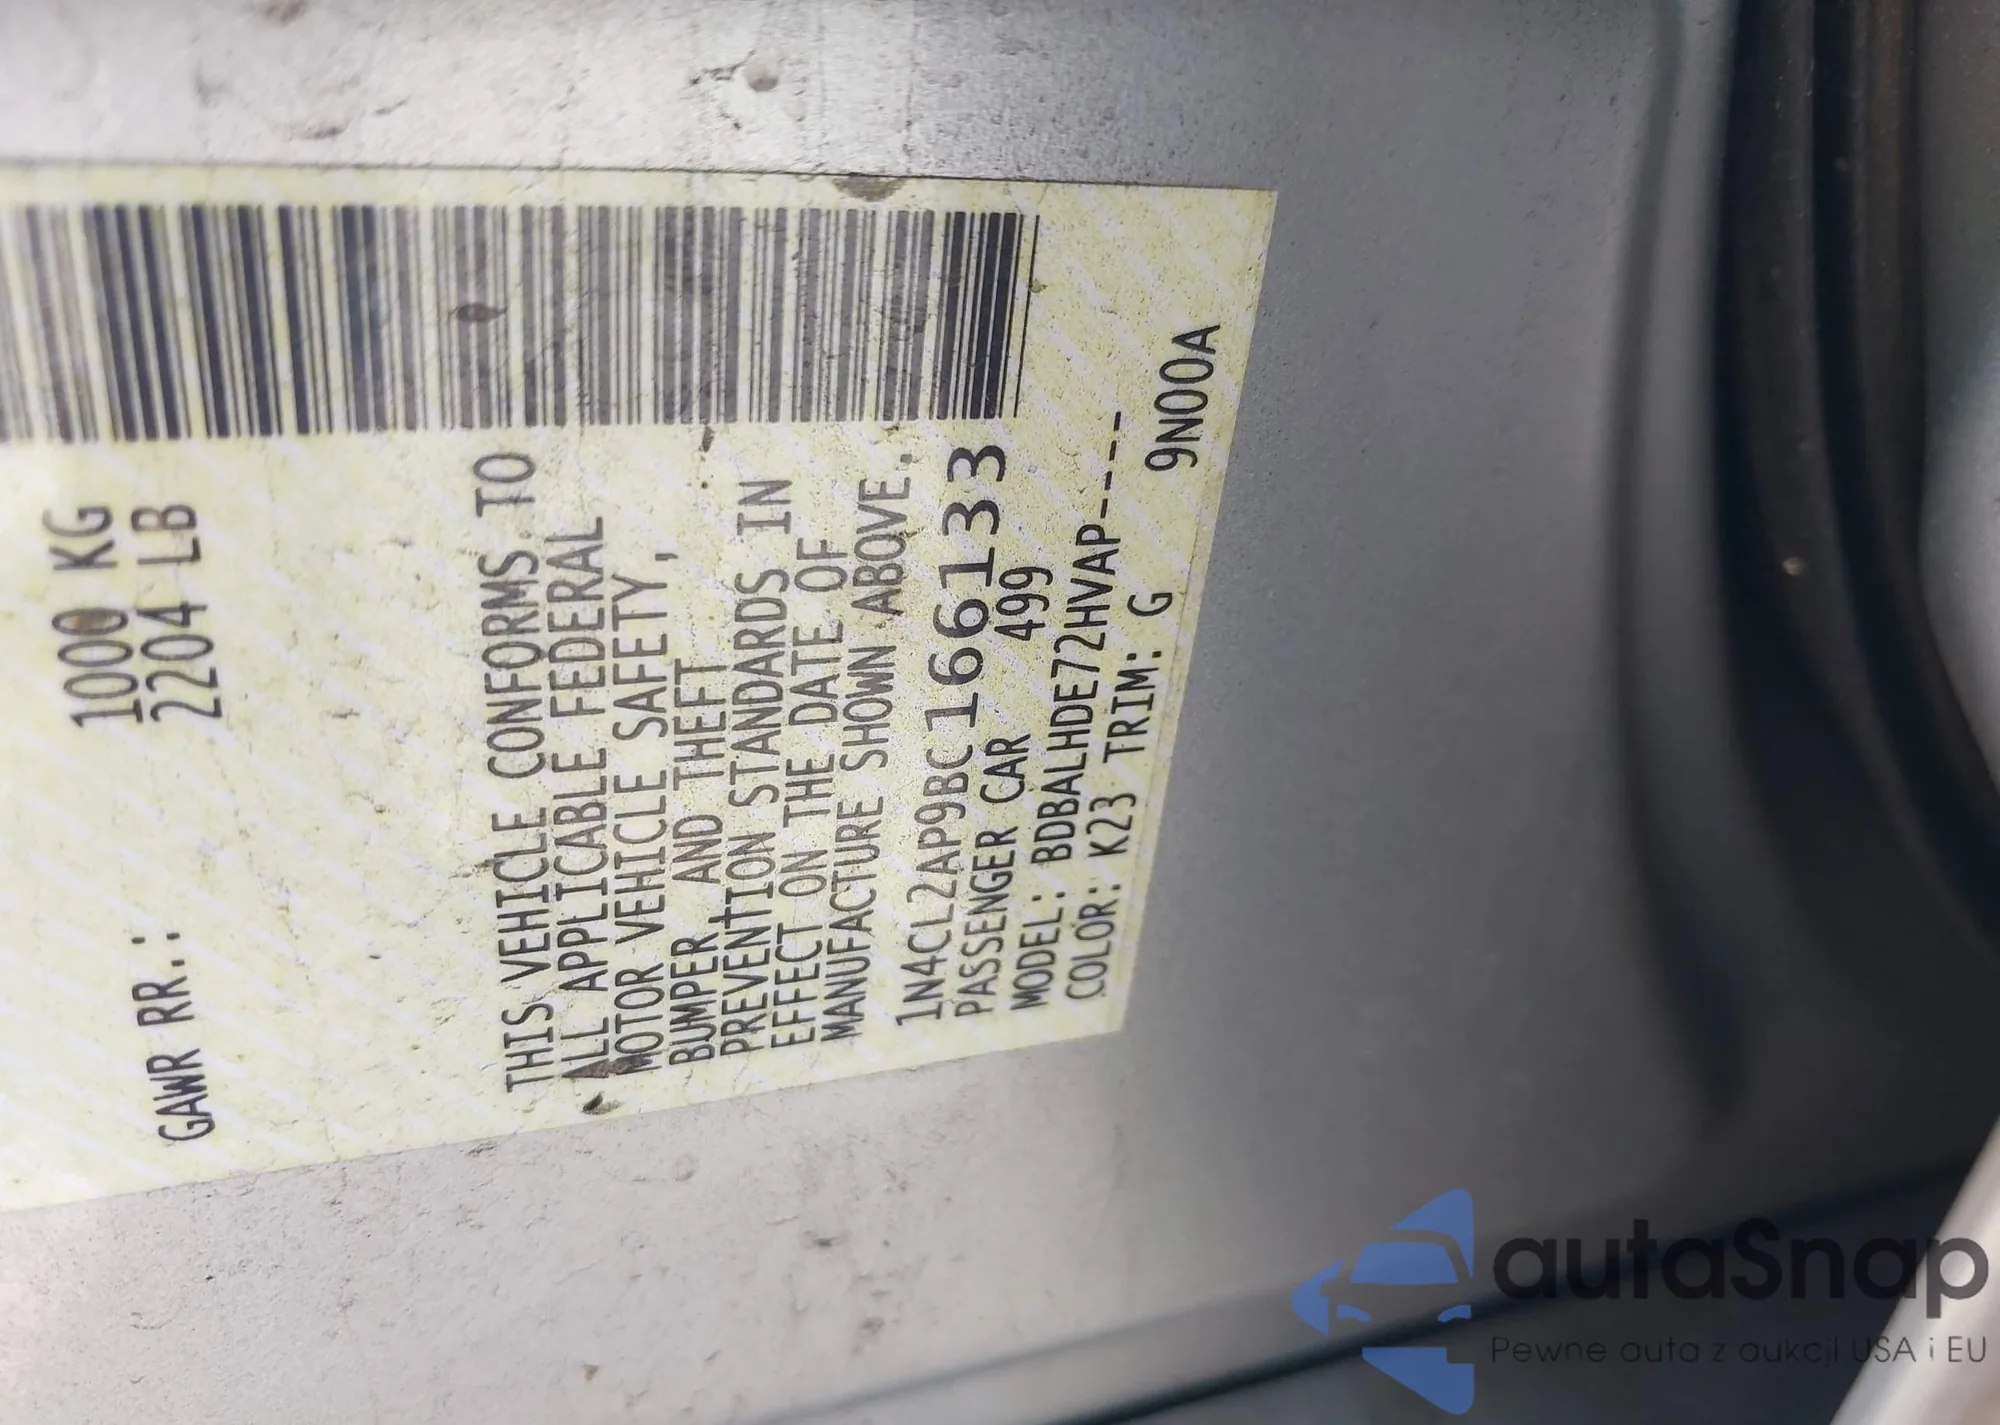 1000 KG
2204 LB
GAWR RR.:
THIS VEHICLE CONFORMS TO
ALL APPLICABLE FEDERAL
MOTOR VEHICLE SAFETY,
BUMPER, AND THEFT
PREVENTION STANDARDS IN
EFFECT ON THE DATE OF
MANUFACTURE SHOWN ABOVE.
1N4CL2AP9BC166133
PASSENGER CAR 499
MODEL: BDBALHDE72HVAP-----
COLOR: K23 TRIM: G
9N00A
autaSnap
Pewne auta z aukcji USA i EU